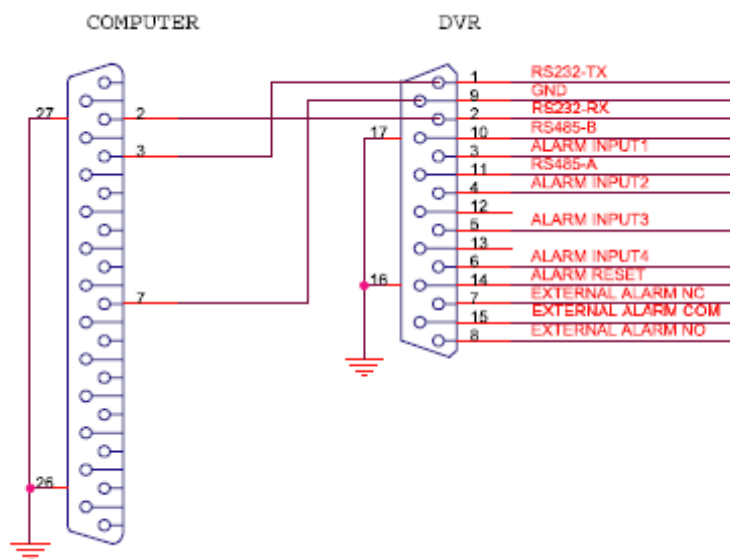 COMPUTER
DVR
27
2
3
7
26
17
16
1 RS232-TX
9 GND
2 RS232-RX
10 RS485-B
3 ALARM INPUT1
11 RS485-A
4 ALARM INPUT2
12
5 ALARM INPUT3
13
6 ALARM INPUT4
14 ALARM RESET
7 EXTERNAL ALARM NC
15 EXTERNAL ALARM COM
8 EXTERNAL ALARM NO